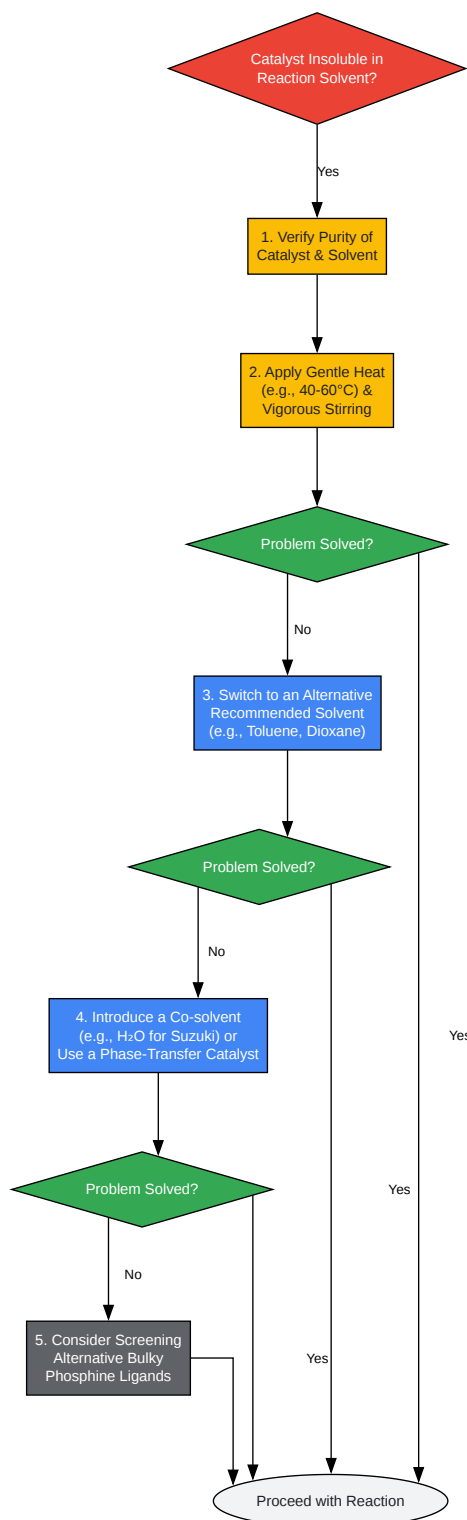 Catalyst Insoluble in
Reaction Solvent?
Yes
1. Verify Purity of
Catalyst & Solvent
2. Apply Gentle Heat
(e.g., 40-60°C) &
Vigorous Stirring
Problem Solved?
No
3. Switch to an Alternative
Recommended Solvent
(e.g., Toluene, Dioxane)
Problem Solved?
No
4. Introduce a Co-solvent
(e.g., H₂O for Suzuki) or
Use a Phase-Transfer Catalyst
Yes
Problem Solved?
Yes
No
5. Consider Screening
Alternative Bulky
Phosphine Ligands
Yes
Proceed with Reaction